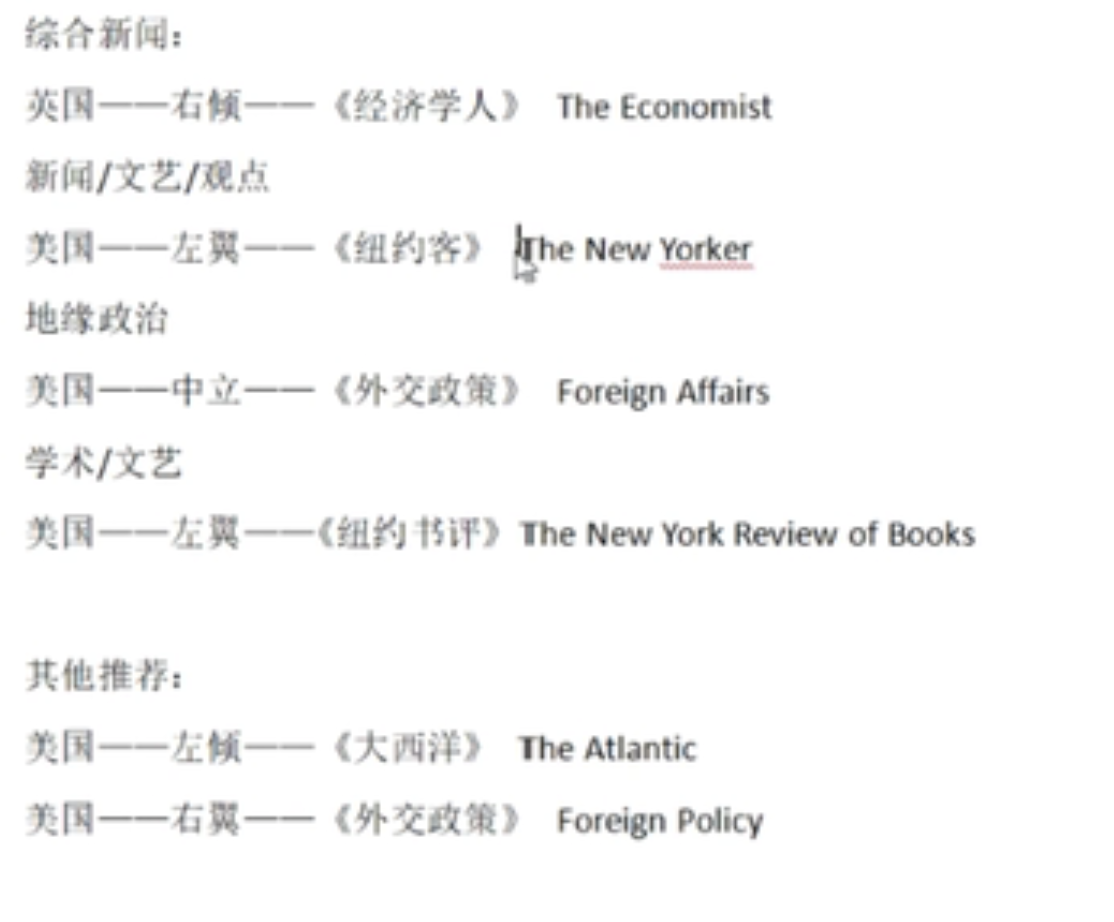 综合新闻：
英国——右倾——《经济学人》 The Economist
新闻/文艺/观点
美国——左翼——《纽约客》 The New Yorker
地缘政治
美国——中立——《外交政策》 Foreign Affairs
学术/文艺
美国——左翼——《纽约书评》The New York Review of Books
其他推荐：
美国——左倾——《大西洋》 The Atlantic
美国——右翼——《外交政策》 Foreign Policy